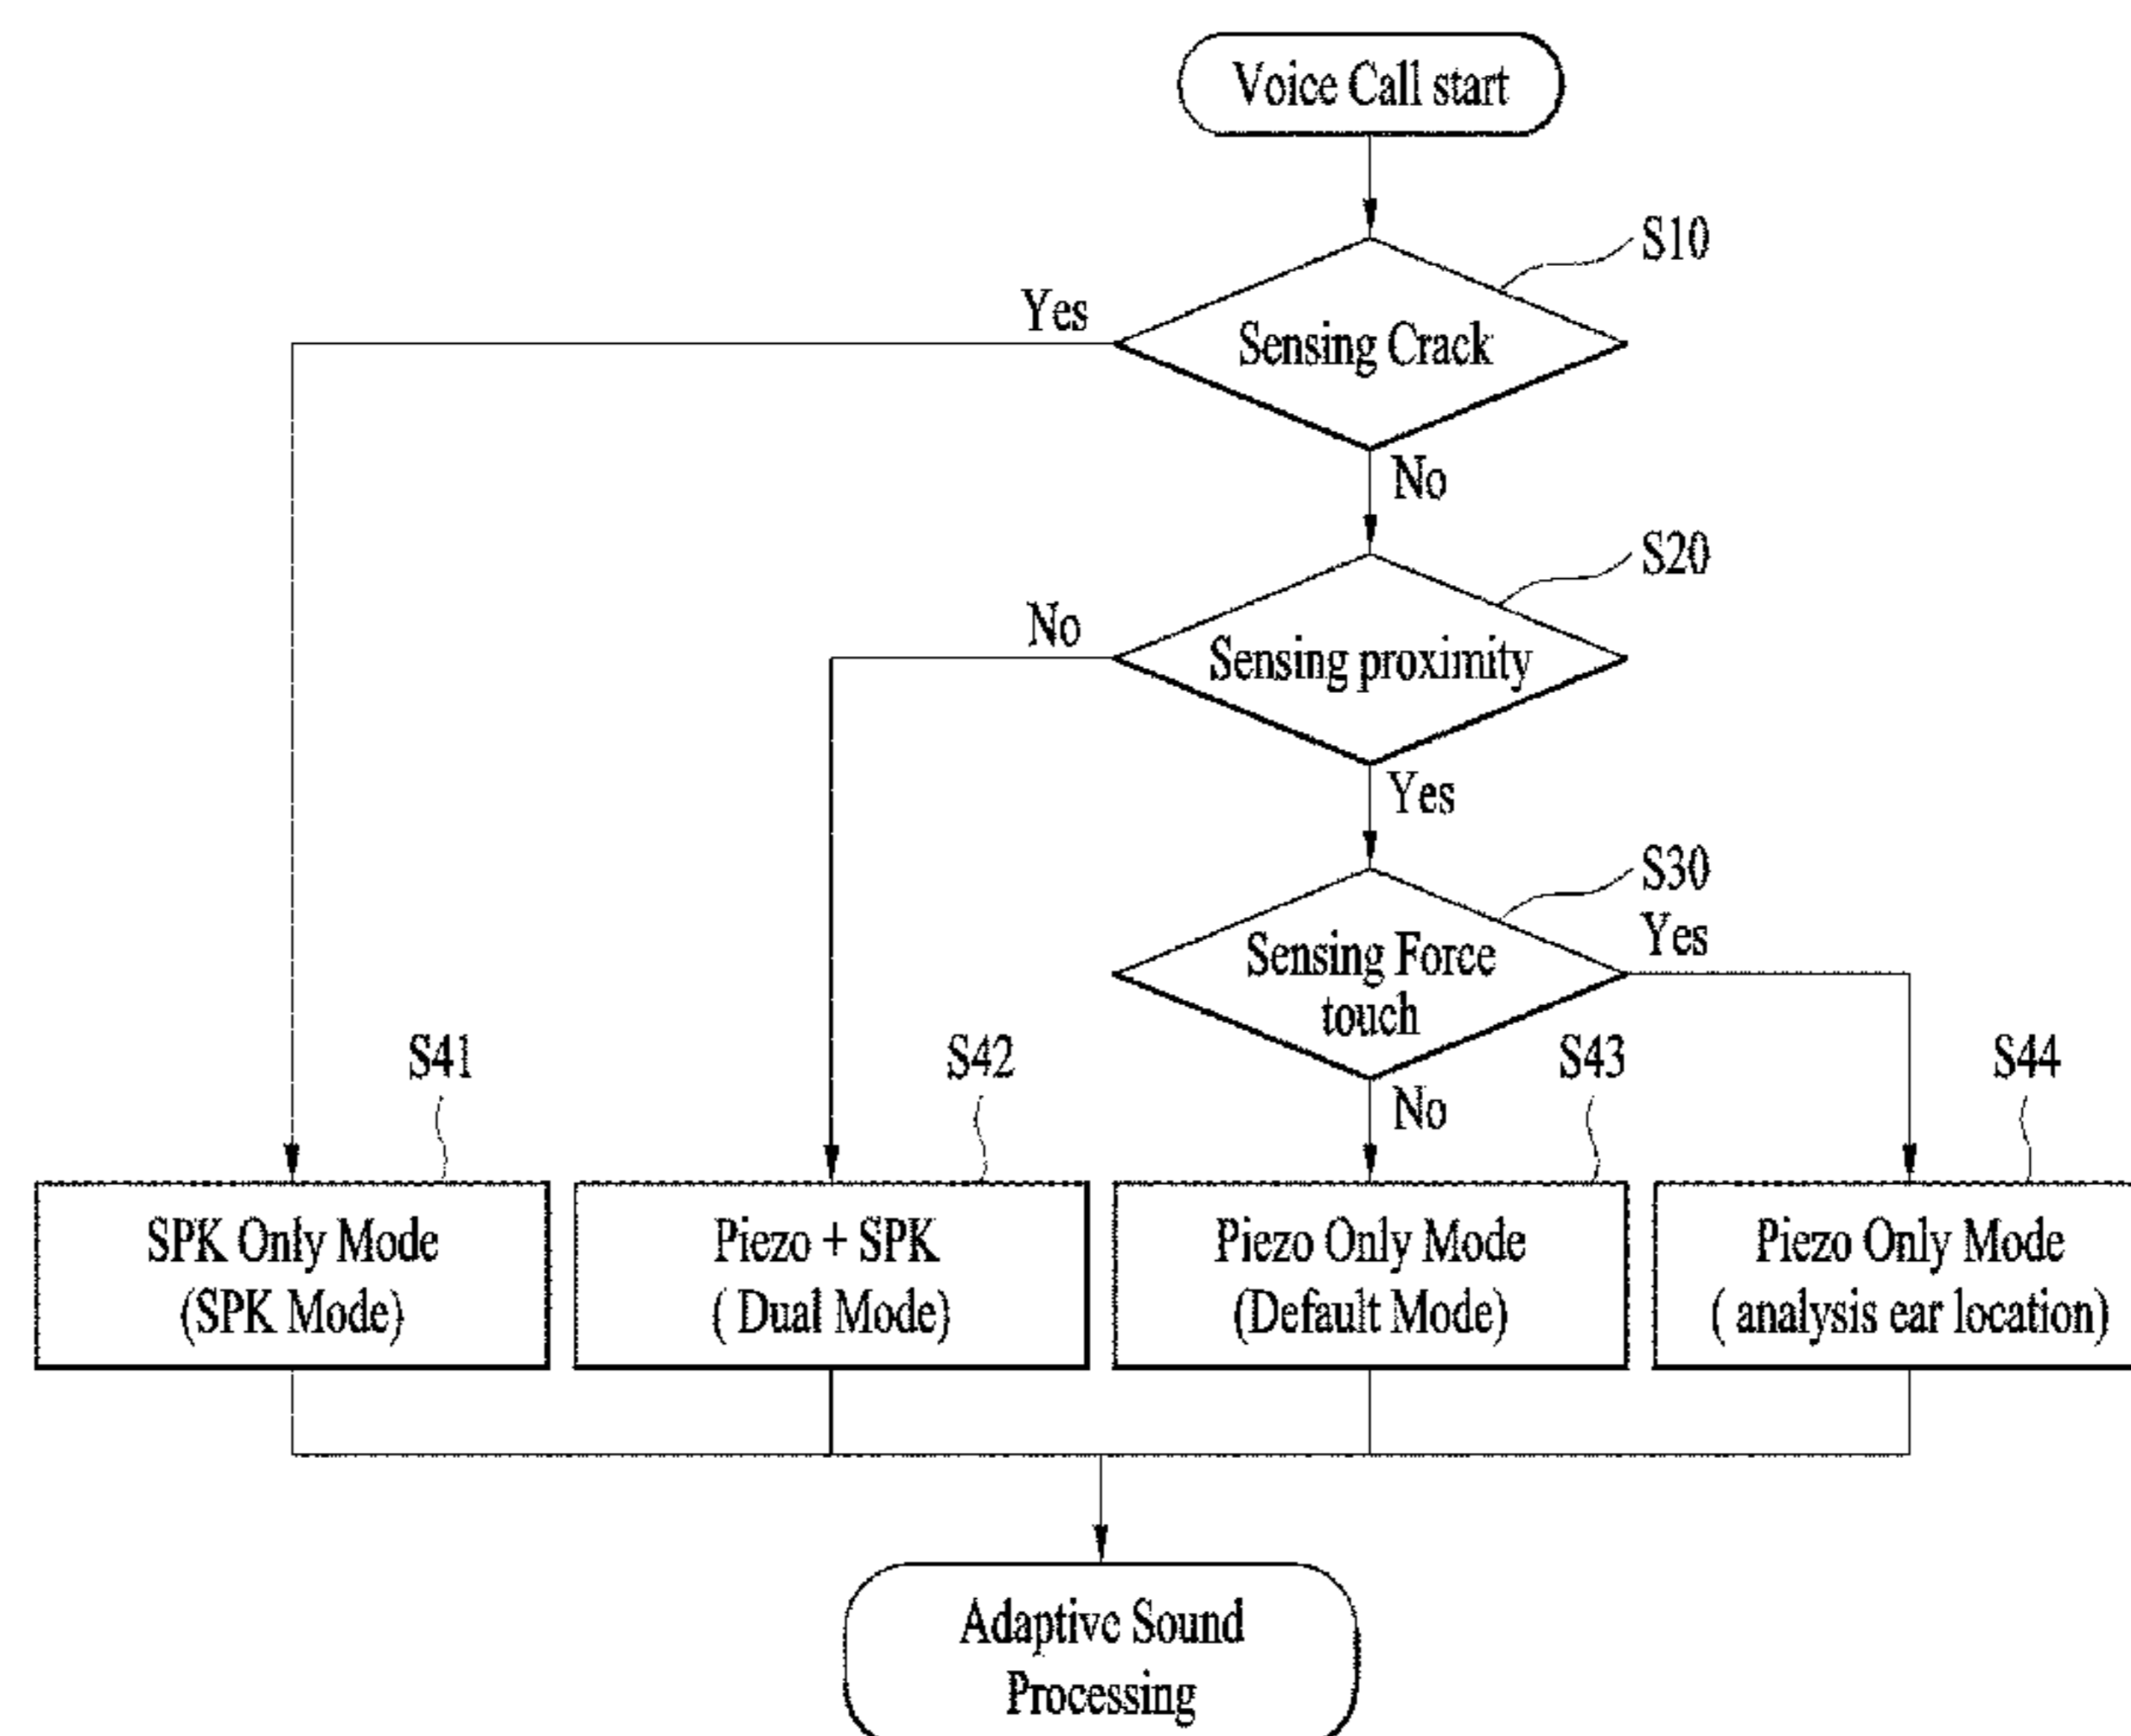 Voice Call start
S10
Yes
Sensing Crack
No
S20
No
Sensing proximity
Yes
S30
Yes
Sensing Force
touch
S41
S42
S43
S44
No
SPK Only Mode
(SPK Mode)
Piezo + SPK
( Dual Mode)
Piezo Only Mode
(Default Mode)
Piezo Only Mode
( analysis ear location)
Adaptive Sound
Processing